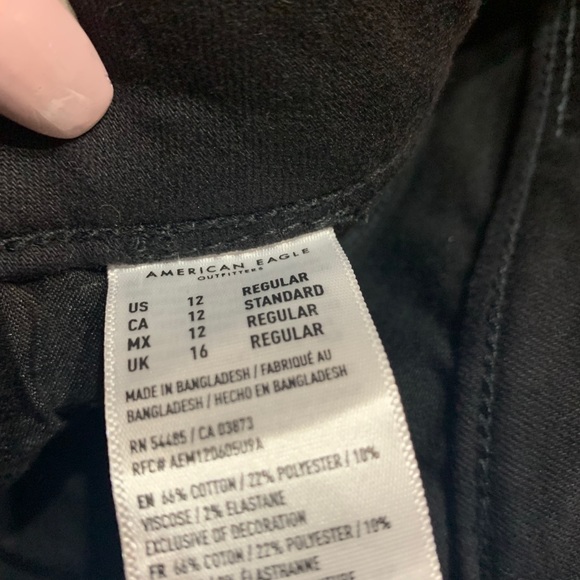 AMERICAN EAGLE
OUTFITTERS
US 12 REGULAR
CA 12 STANDARD
MX 12 REGULAR
UK 16 REGULAR
MADE IN BANGLADESH / FABRIQUÉ AU
BANGLADESH / HECHO EN BANGLADESH
RN 54485 / CA 03873
RFC# AEM120605U9A
EN 66% COTTON / 22% POLYESTER / 10%
VISCOSE / 2% ELASTANE
EXCLUSIVE OF DECORATION
FR 66% COTON / 22% POLYESTER / 10%
ÉLASTHANNE